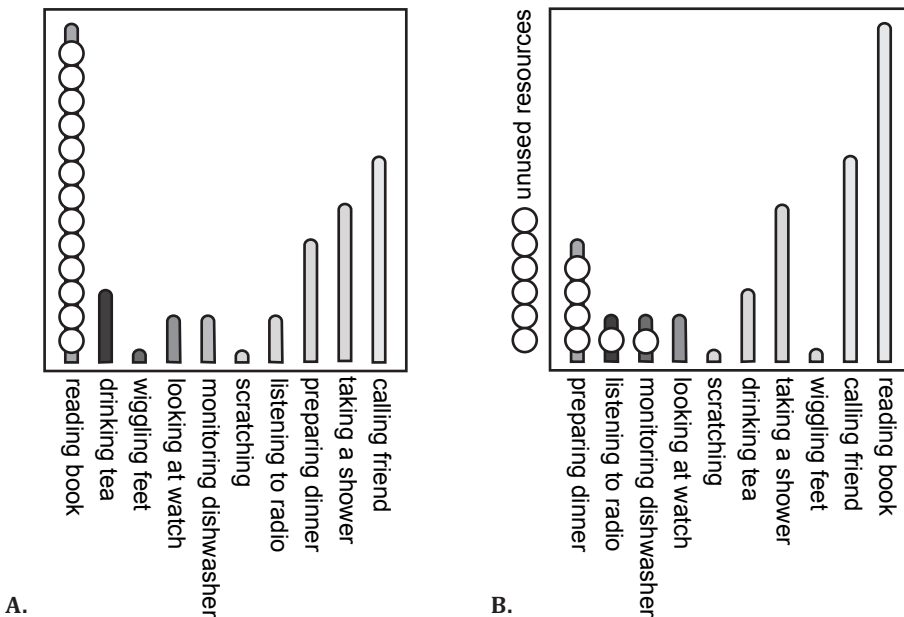 reading book
drinking tea
wiggling feet
looking at watch
monitoring dishwasher
scratching
listening to radio
preparing dinner
taking a shower
calling friend
A.
unused resources
preparing dinner
listening to radio
monitoring dishwasher
looking at watch
scratching
drinking tea
taking a shower
wiggling feet
calling friend
reading book
B.